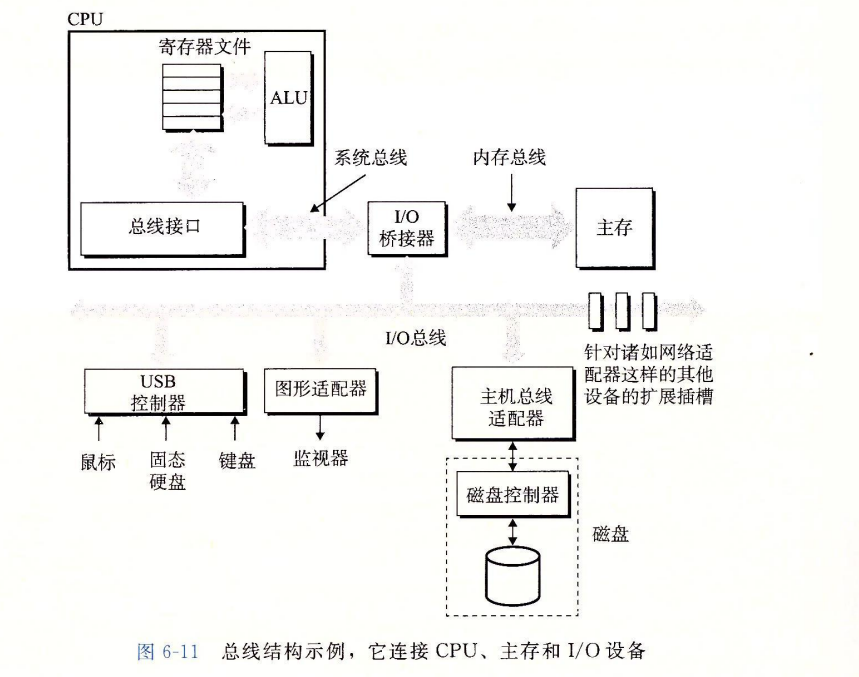 CPU
寄存器文件
ALU
系统总线
内存总线
总线接口
I/O
桥接器
主存
I/O总线
针对诸如网络适
配器这样的其他
设备的扩展插槽
USB
控制器
图形适配器
主机总线
适配器
鼠标
固态
硬盘
键盘
监视器
磁盘控制器
磁盘
图 6-11 总线结构示例，它连接 CPU、主存和 I/O 设备